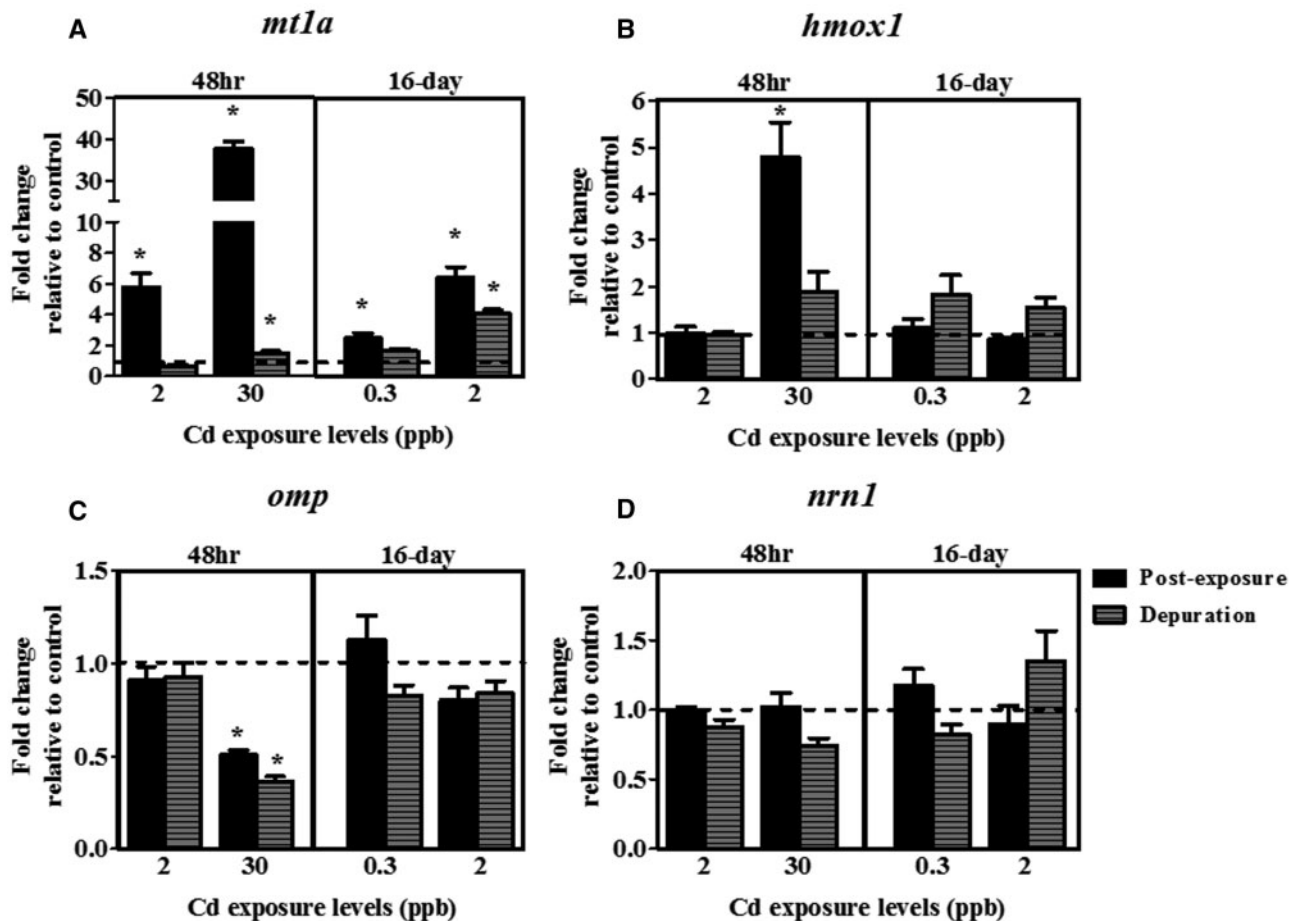 A mt1a
48hr 16-day
Fold change
relative to control
50
40
30
10
8
6
4
2
0
* * * * * *
2 30 0.3 2
Cd exposure levels (ppb)
B hmox1
48hr 16-day
Fold change
relative to control
6
5
4
3
2
1
0
*
2 30 0.3 2
Cd exposure levels (ppb)
C omp
48hr 16-day
Fold change
relative to control
1.5
1.0
0.5
0.0
* *
2 30 0.3 2
Cd exposure levels (ppb)
D nrn1
48hr 16-day
Fold change
relative to control
2.0
1.5
1.0
0.5
0.0
2 30 0.3 2
Cd exposure levels (ppb)
Post-exposure
Depuration